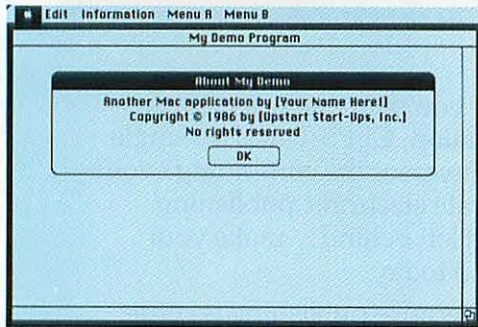 Edit Information Menu A Menu B
My Demo Program
About My Demo
Another Mac application by [Your Name Here!]
Copyright © 1986 by [Upstart Start-Ups, Inc.]
No rights reserved
OK